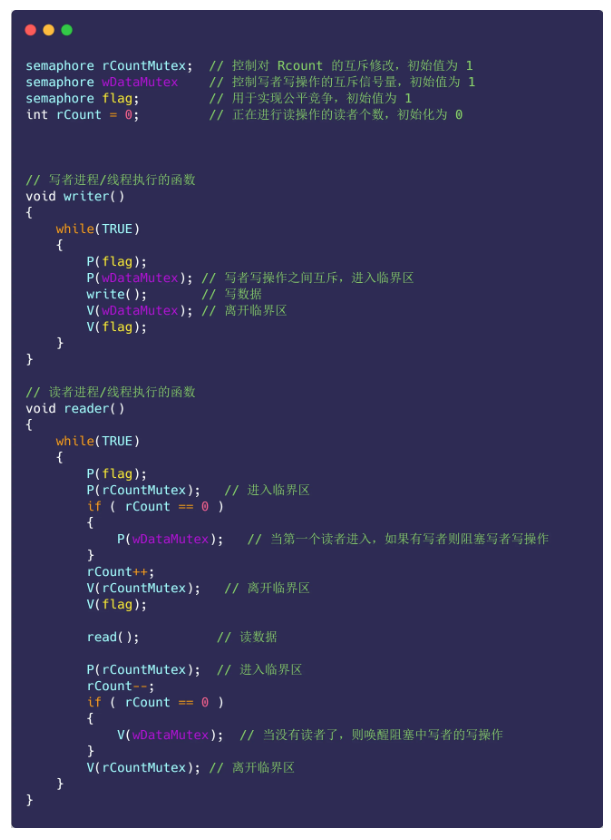 semaphore rCountMutex;  // 控制对 Rcount 的互斥修改，初始值为 1
semaphore wDataMutex    // 控制写者写操作的互斥信号量，初始值为 1
semaphore flag;         // 用于实现公平竞争，初始值为 1
int rCount = 0;         // 正在进行读操作的读者个数，初始化为 0

// 写者进程/线程执行的函数
void writer()
{
    while(TRUE)
    {
        P(flag);
        P(wDataMutex); // 写者写操作之间互斥，进入临界区
        write();       // 写数据
        V(wDataMutex); // 离开临界区
        V(flag);
    }
}

// 读者进程/线程执行的函数
void reader()
{
    while(TRUE)
    {
        P(flag);
        P(rCountMutex);   // 进入临界区
        if ( rCount == 0 )
        {
            P(wDataMutex);   // 当第一个读者进入，如果有写者则阻塞写者写操作
        }
        rCount++;
        V(rCountMutex);   // 离开临界区
        V(flag);

        read();          // 读数据

        P(rCountMutex);  // 进入临界区
        rCount--;
        if ( rCount == 0 )
        {
            V(wDataMutex);  // 当没有读者了，则唤醒阻塞中写者的写操作
        }
        V(rCountMutex); // 离开临界区
    }
}